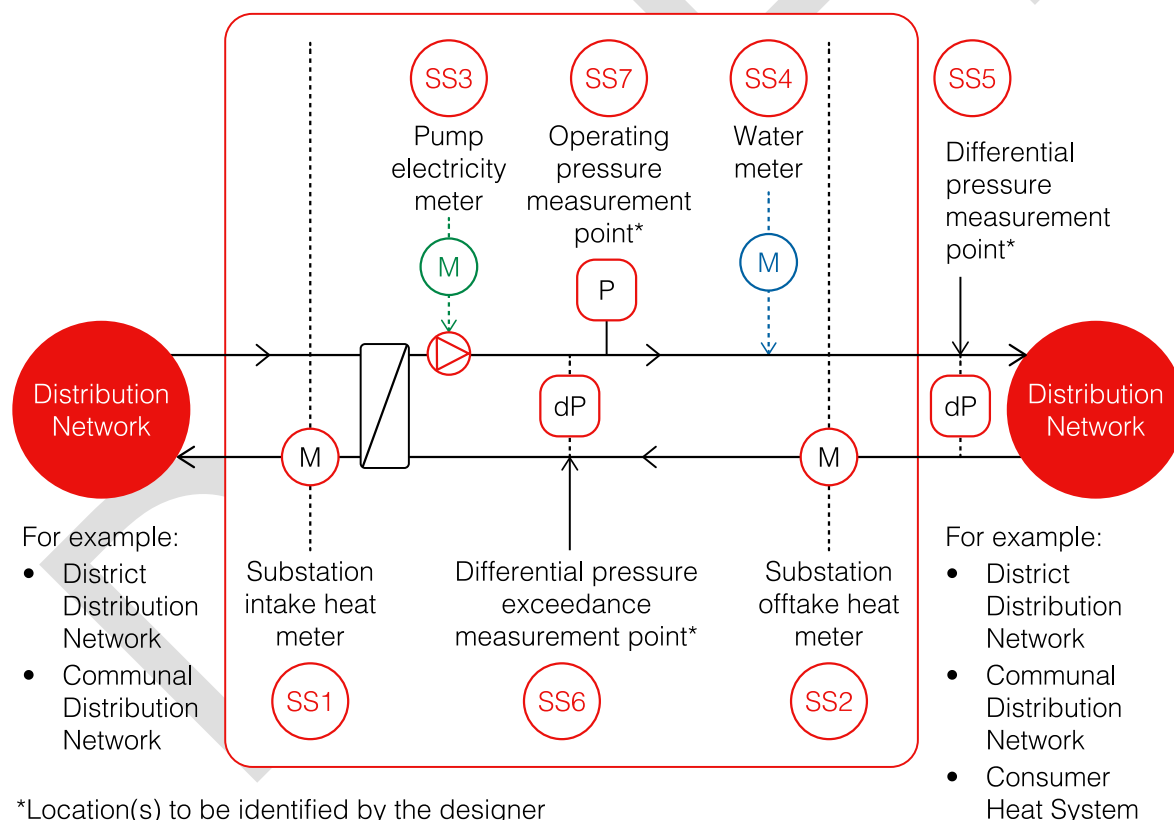 SS3
SS7
SS4
SS5
Pump
electricity
meter
Operating
pressure
measurement
point*
Water
meter
Differential
pressure
measurement
point*
M
P
M
Distribution
Network
dP
dP
Distribution
Network
M
M
For example:
• District
Distribution
Network
• Communal
Distribution
Network
Substation
intake heat
meter
Differential pressure
exceedance
measurement point*
Substation
offtake heat
meter
For example:
• District
Distribution
Network
• Communal
Distribution
Network
• Consumer
Heat System
SS1
SS6
SS2
*Location(s) to be identified by the designer